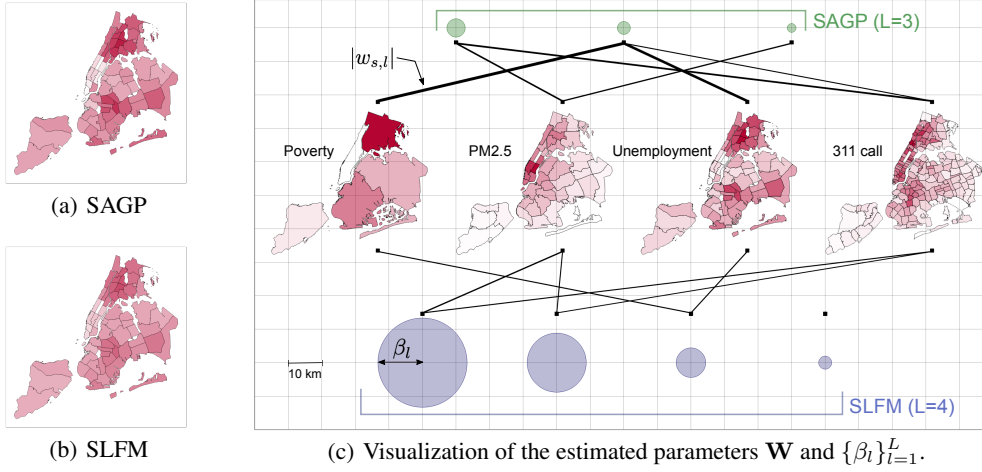 SAGP (L=3)
|w_{s,l}|
Poverty
PM2.5
Unemployment
311 call
(a) SAGP
β_l
10 km
SLFM (L=4)
(b) SLFM
(c) Visualization of the estimated parameters W and {β_l}_{l=1}^L.